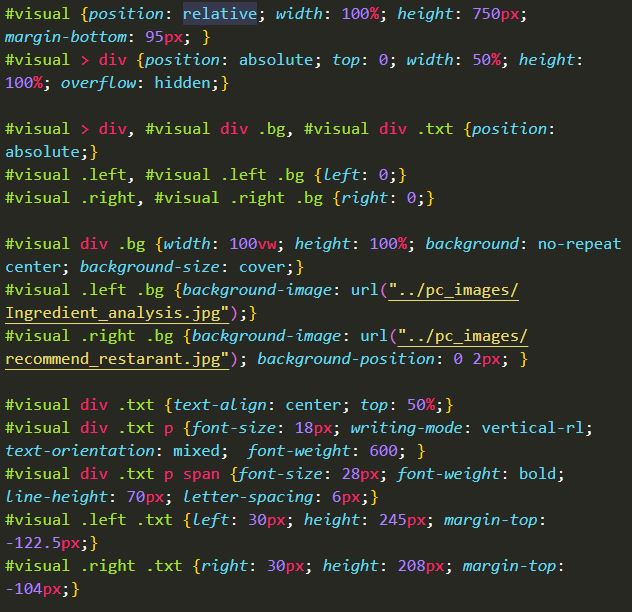 #visual {position: relative; width: 100%; height: 750px;
margin-bottom: 95px; }
#visual > div {position: absolute; top: 0; width: 50%; height:
100%; overflow: hidden;}
#visual > div, #visual div .bg, #visual div .txt {position:
absolute;}
#visual .left, #visual .left .bg {left: 0;}
#visual .right, #visual .right .bg {right: 0;}
#visual div .bg {width: 100vw; height: 100%; background: no-repeat
center; background-size: cover;}
#visual .left .bg {background-image: url("../pc_images/
Ingredient_analysis.jpg");}
#visual .right .bg {background-image: url("../pc_images/
recommend_restarant.jpg"); background-position: 0 2px; }
#visual div .txt {text-align: center; top: 50%;}
#visual div .txt p {font-size: 18px; writing-mode: vertical-rl;
text-orientation: mixed;  font-weight: 600; }
#visual div .txt p span {font-size: 28px; font-weight: bold;
line-height: 70px; letter-spacing: 6px;}
#visual .left .txt {left: 30px; height: 245px; margin-top:
-122.5px;}
#visual .right .txt {right: 30px; height: 208px; margin-top:
-104px;}